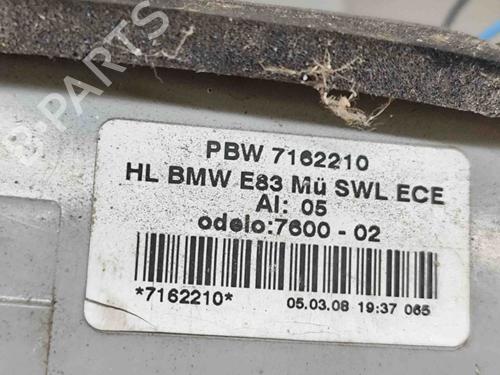 B-PARTS
PBW 7162210
HL BMW E83 Mü SWL ECE
AI: 05
odelo:7600 - 02
*7162210*
05.03.08 19:37 065